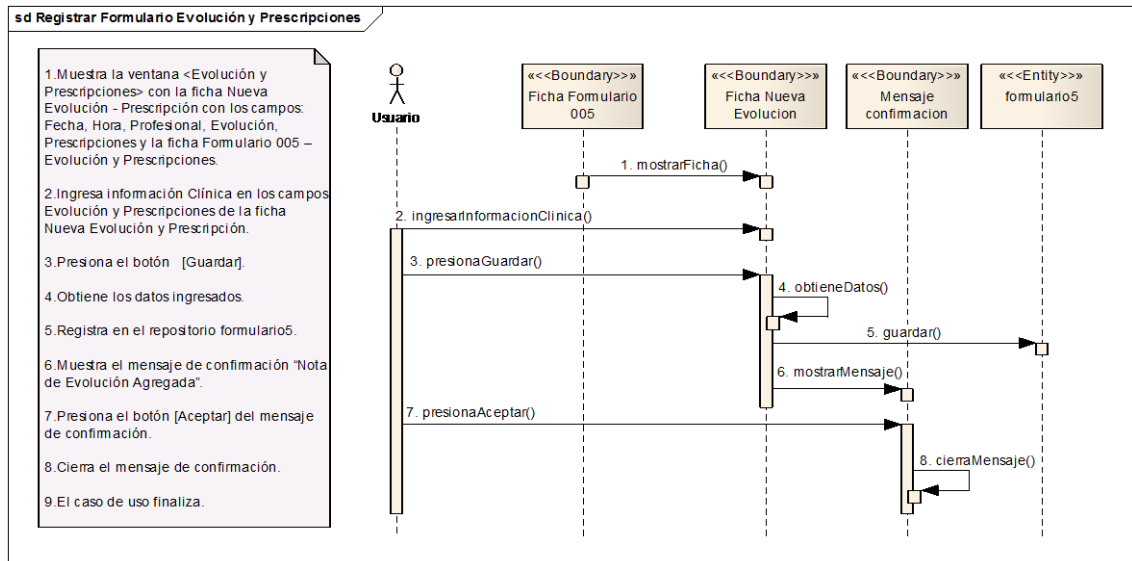 sd Registrar Formulario Evolución y Prescripciones
1.Muestra la ventana <Evolución y
Prescripciones> con la ficha Nueva
Evolución - Prescripción con los campos:
Fecha, Hora, Profesional, Evolución,
Prescripciones y la ficha Formulario 005 –
Evolución y Prescripciones.
2.Ingresa información Clínica en los campos
Evolución y Prescripciones de la ficha
Nueva Evolución y Prescripción.
3.Presiona el botón [Guardar].
4.Obtiene los datos ingresados.
5.Registra en el repositorio formulario5.
6.Muestra el mensaje de confirmación “Nota
de Evolución Agregada”.
7.Presiona el botón [Aceptar] del mensaje
de confirmación.
8.Cierra el mensaje de confirmación.
9.El caso de uso finaliza.
Usuario
«<<Boundary>>»
Ficha Formulario
005
«<<Boundary>>»
Ficha Nueva
Evolucion
«<<Boundary>>»
Mensaje
confirmacion
«<<Entity>>»
formulario5
1. mostrarFicha()
2. ingresarInformacionClinica()
3. presionaGuardar()
4. obtieneDatos()
5. guardar()
6. mostrarMensaje()
7. presionaAceptar()
8. cierraMensaje()